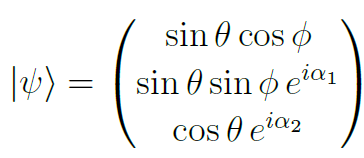 |ψ⟩ = ( sin θ cos ϕ
sin θ sin ϕ e^{iα₁}
cos θ e^{iα₂} )